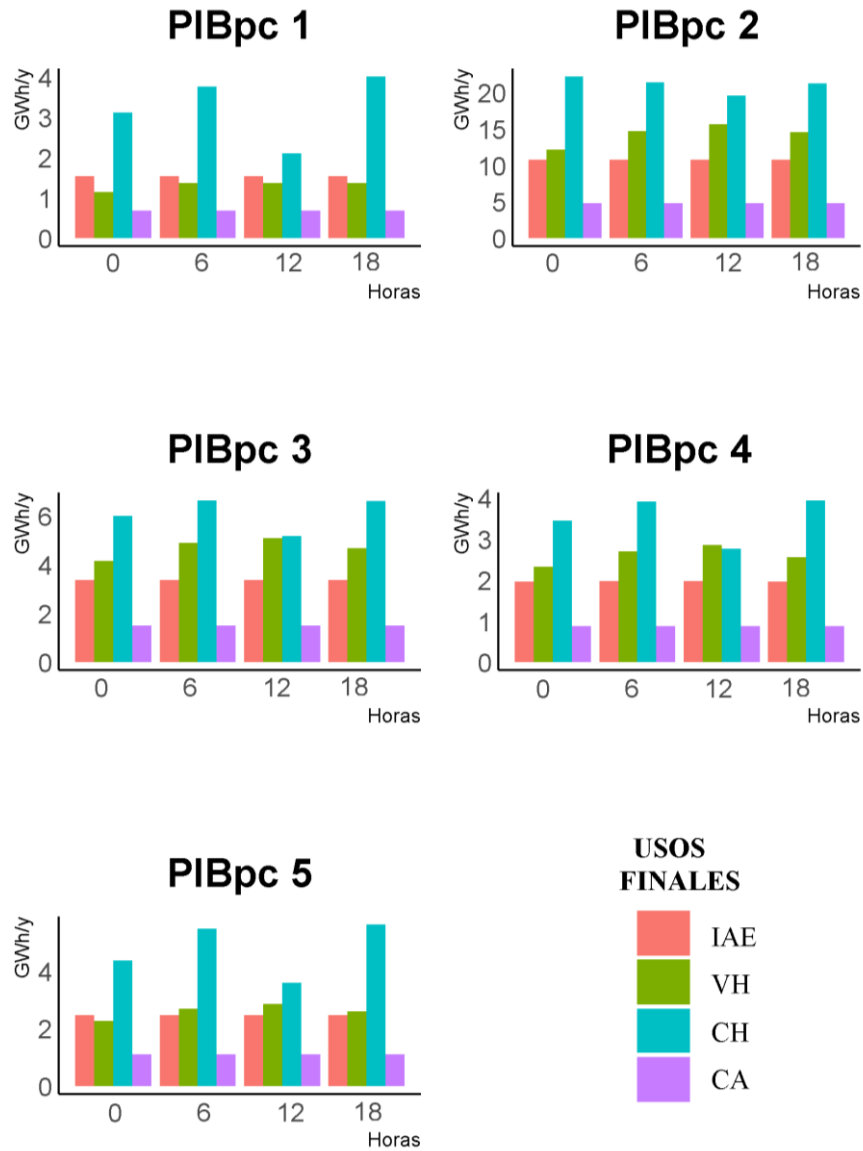 PIBpc 1
GWh/y
4
3
2
1
0
0 6 12 18
Horas
PIBpc 2
GWh/y
20
15
10
5
0
0 6 12 18
Horas
PIBpc 3
GWh/y
6
4
2
0
0 6 12 18
Horas
PIBpc 4
GWh/y
4
3
2
1
0
0 6 12 18
Horas
PIBpc 5
GWh/y
4
2
0
0 6 12 18
Horas
USOS
FINALES
IAE
VH
CH
CA